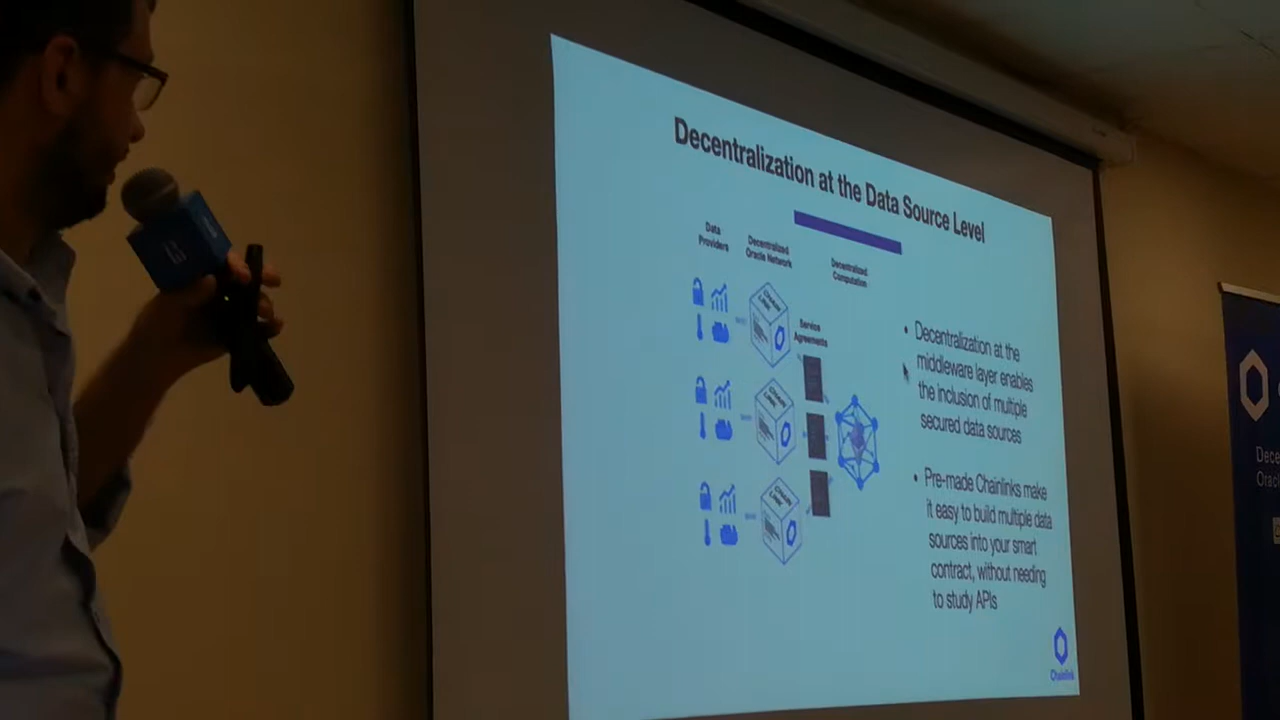 Decentralization at the Data Source Level
Data
Providers
Decentralized
Oracle Network
Decentralized
Computation
Service
Agreements
• Decentralization at the
middleware layer enables
the inclusion of multiple
secured data sources
• Pre-made Chainlinks make
it easy to build multiple data
sources into your smart
contract, without needing
to study APIs
Chainlink
Dece
Orac